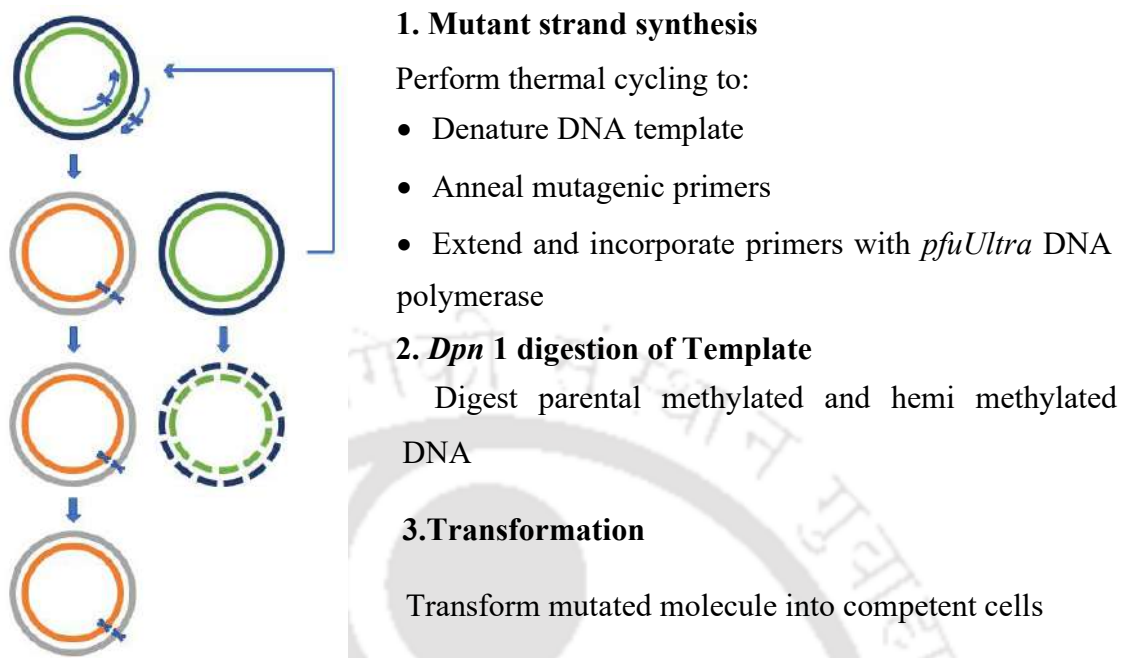 1. Mutant strand synthesis
Perform thermal cycling to:
• Denature DNA template
• Anneal mutagenic primers
• Extend and incorporate primers with pfuUltra DNA
polymerase
2. Dpn 1 digestion of Template
Digest parental methylated and hemi methylated
DNA
3.Transformation
Transform mutated molecule into competent cells